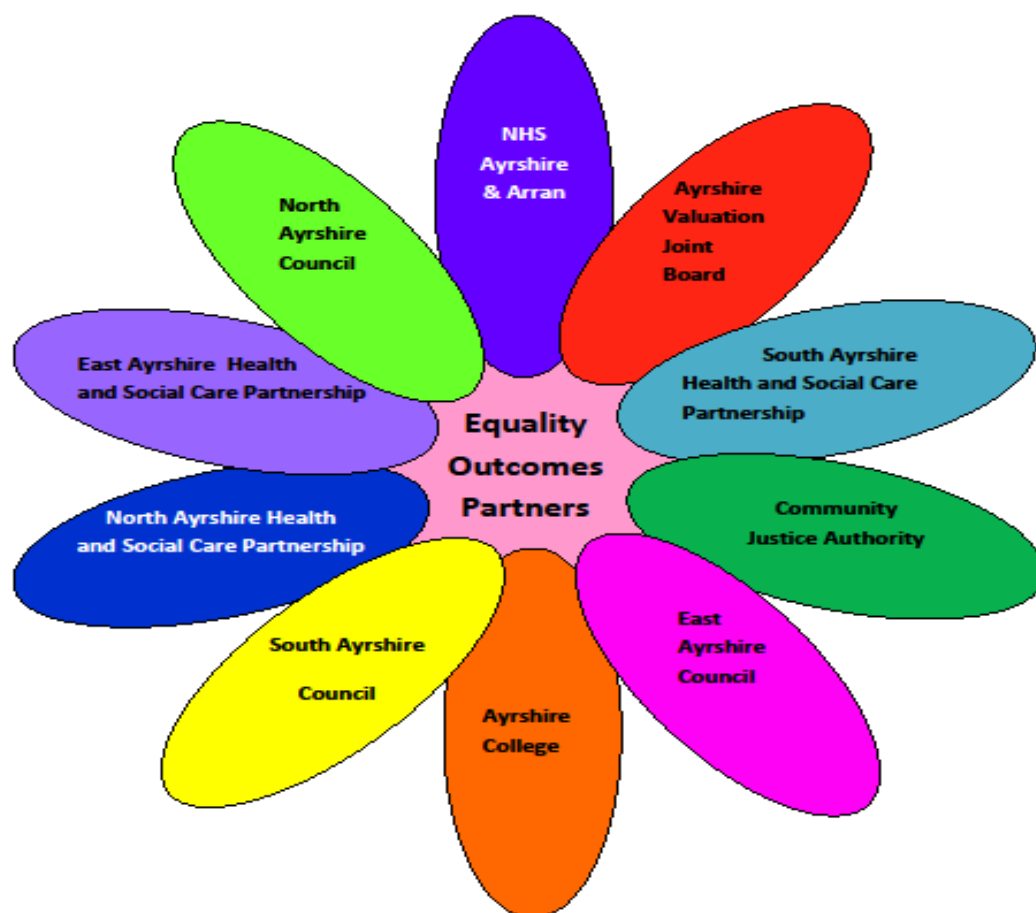 NHS
Ayrshire
& Arran
Ayrshire
Valuation
Joint
Board
South Ayrshire
Health and Social Care
Partnership
Community
Justice Authority
East
Ayrshire
Council
Ayrshire
College
South Ayrshire
Council
North Ayrshire Health
and Social Care Partnership
East Ayrshire Health
and Social Care Partnership
North
Ayrshire
Council
Equality
Outcomes
Partners